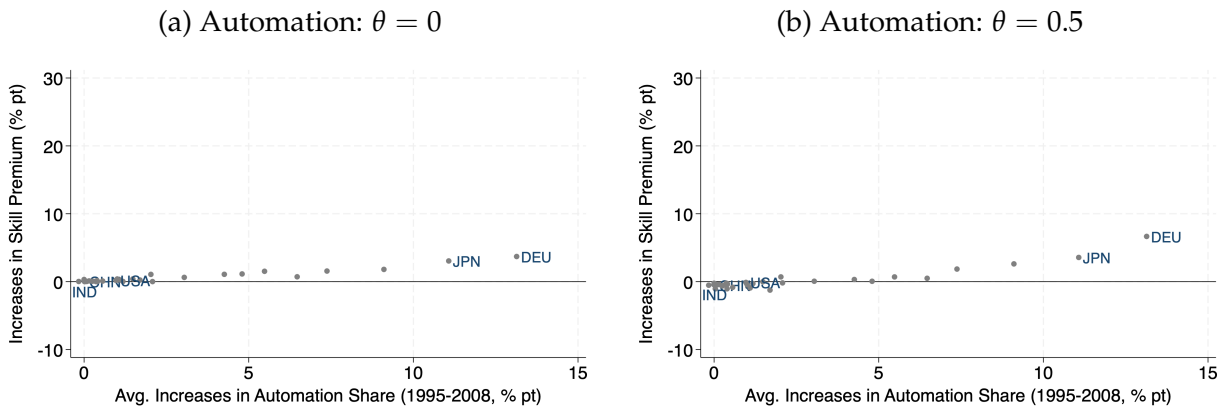 (a) Automation: θ = 0
Increases in Skill Premium (% pt)
30
20
10
0
-10
IND
CHN
USA
JPN
DEU
0
5
10
15
Avg. Increases in Automation Share (1995-2008, % pt)
(b) Automation: θ = 0.5
Increases in Skill Premium (% pt)
30
20
10
0
-10
IND
CHN
USA
JPN
DEU
0
5
10
15
Avg. Increases in Automation Share (1995-2008, % pt)